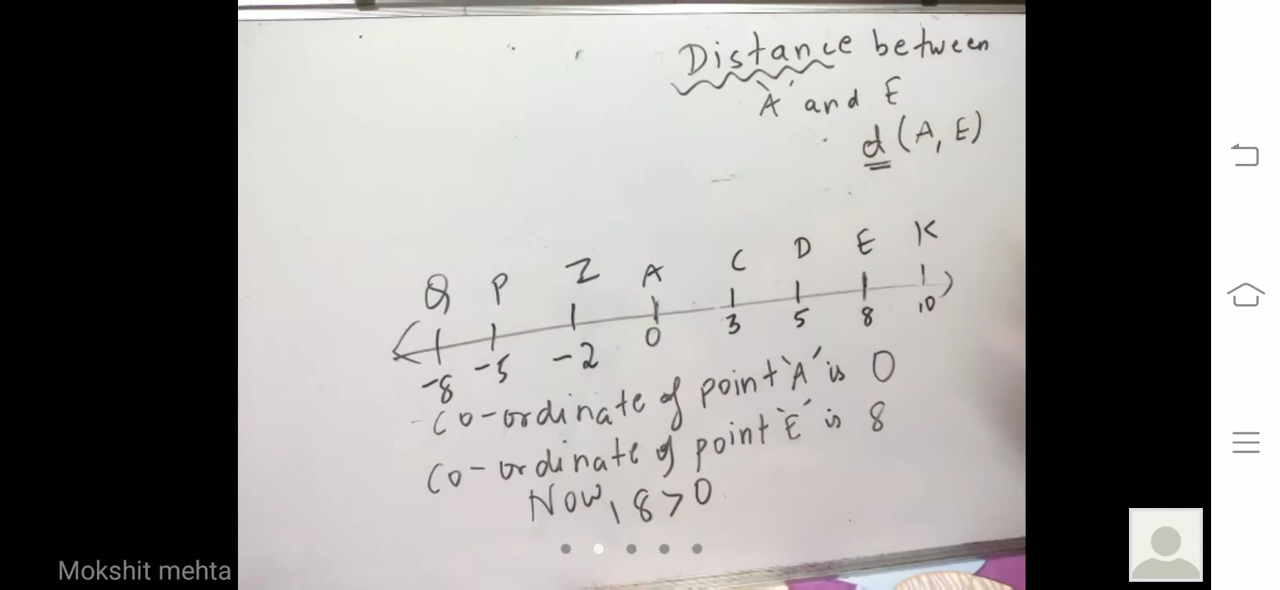 Distance between
'A' and E
d (A, E)
Q P Z A C D E K
-8 -5 -2 0 3 5 8 10
Co-ordinate of point 'A' is 0
Co-ordinate of point 'E' is 8
Now, 8 > 0
Mokshit mehta